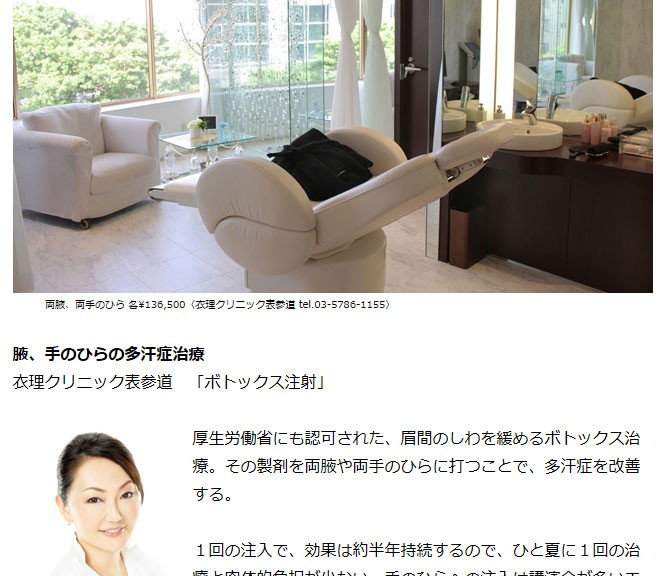 両腋、両手のひら 各¥136,500〈衣理クリニック表参道 tel.03-5786-1155〉
腋、手のひらの多汗症治療
衣理クリニック表参道　「ボトックス注射」
厚生労働省にも認可された、眉間のしわを緩めるボトックス治
療。その製剤を両腋や両手のひらに打つことで、多汗症を改善
する。
１回の注入で、効果は約半年持続するので、ひと夏に１回の治
療と肉体的負担が少ない。手のひらへの注入は講演会が多いエ